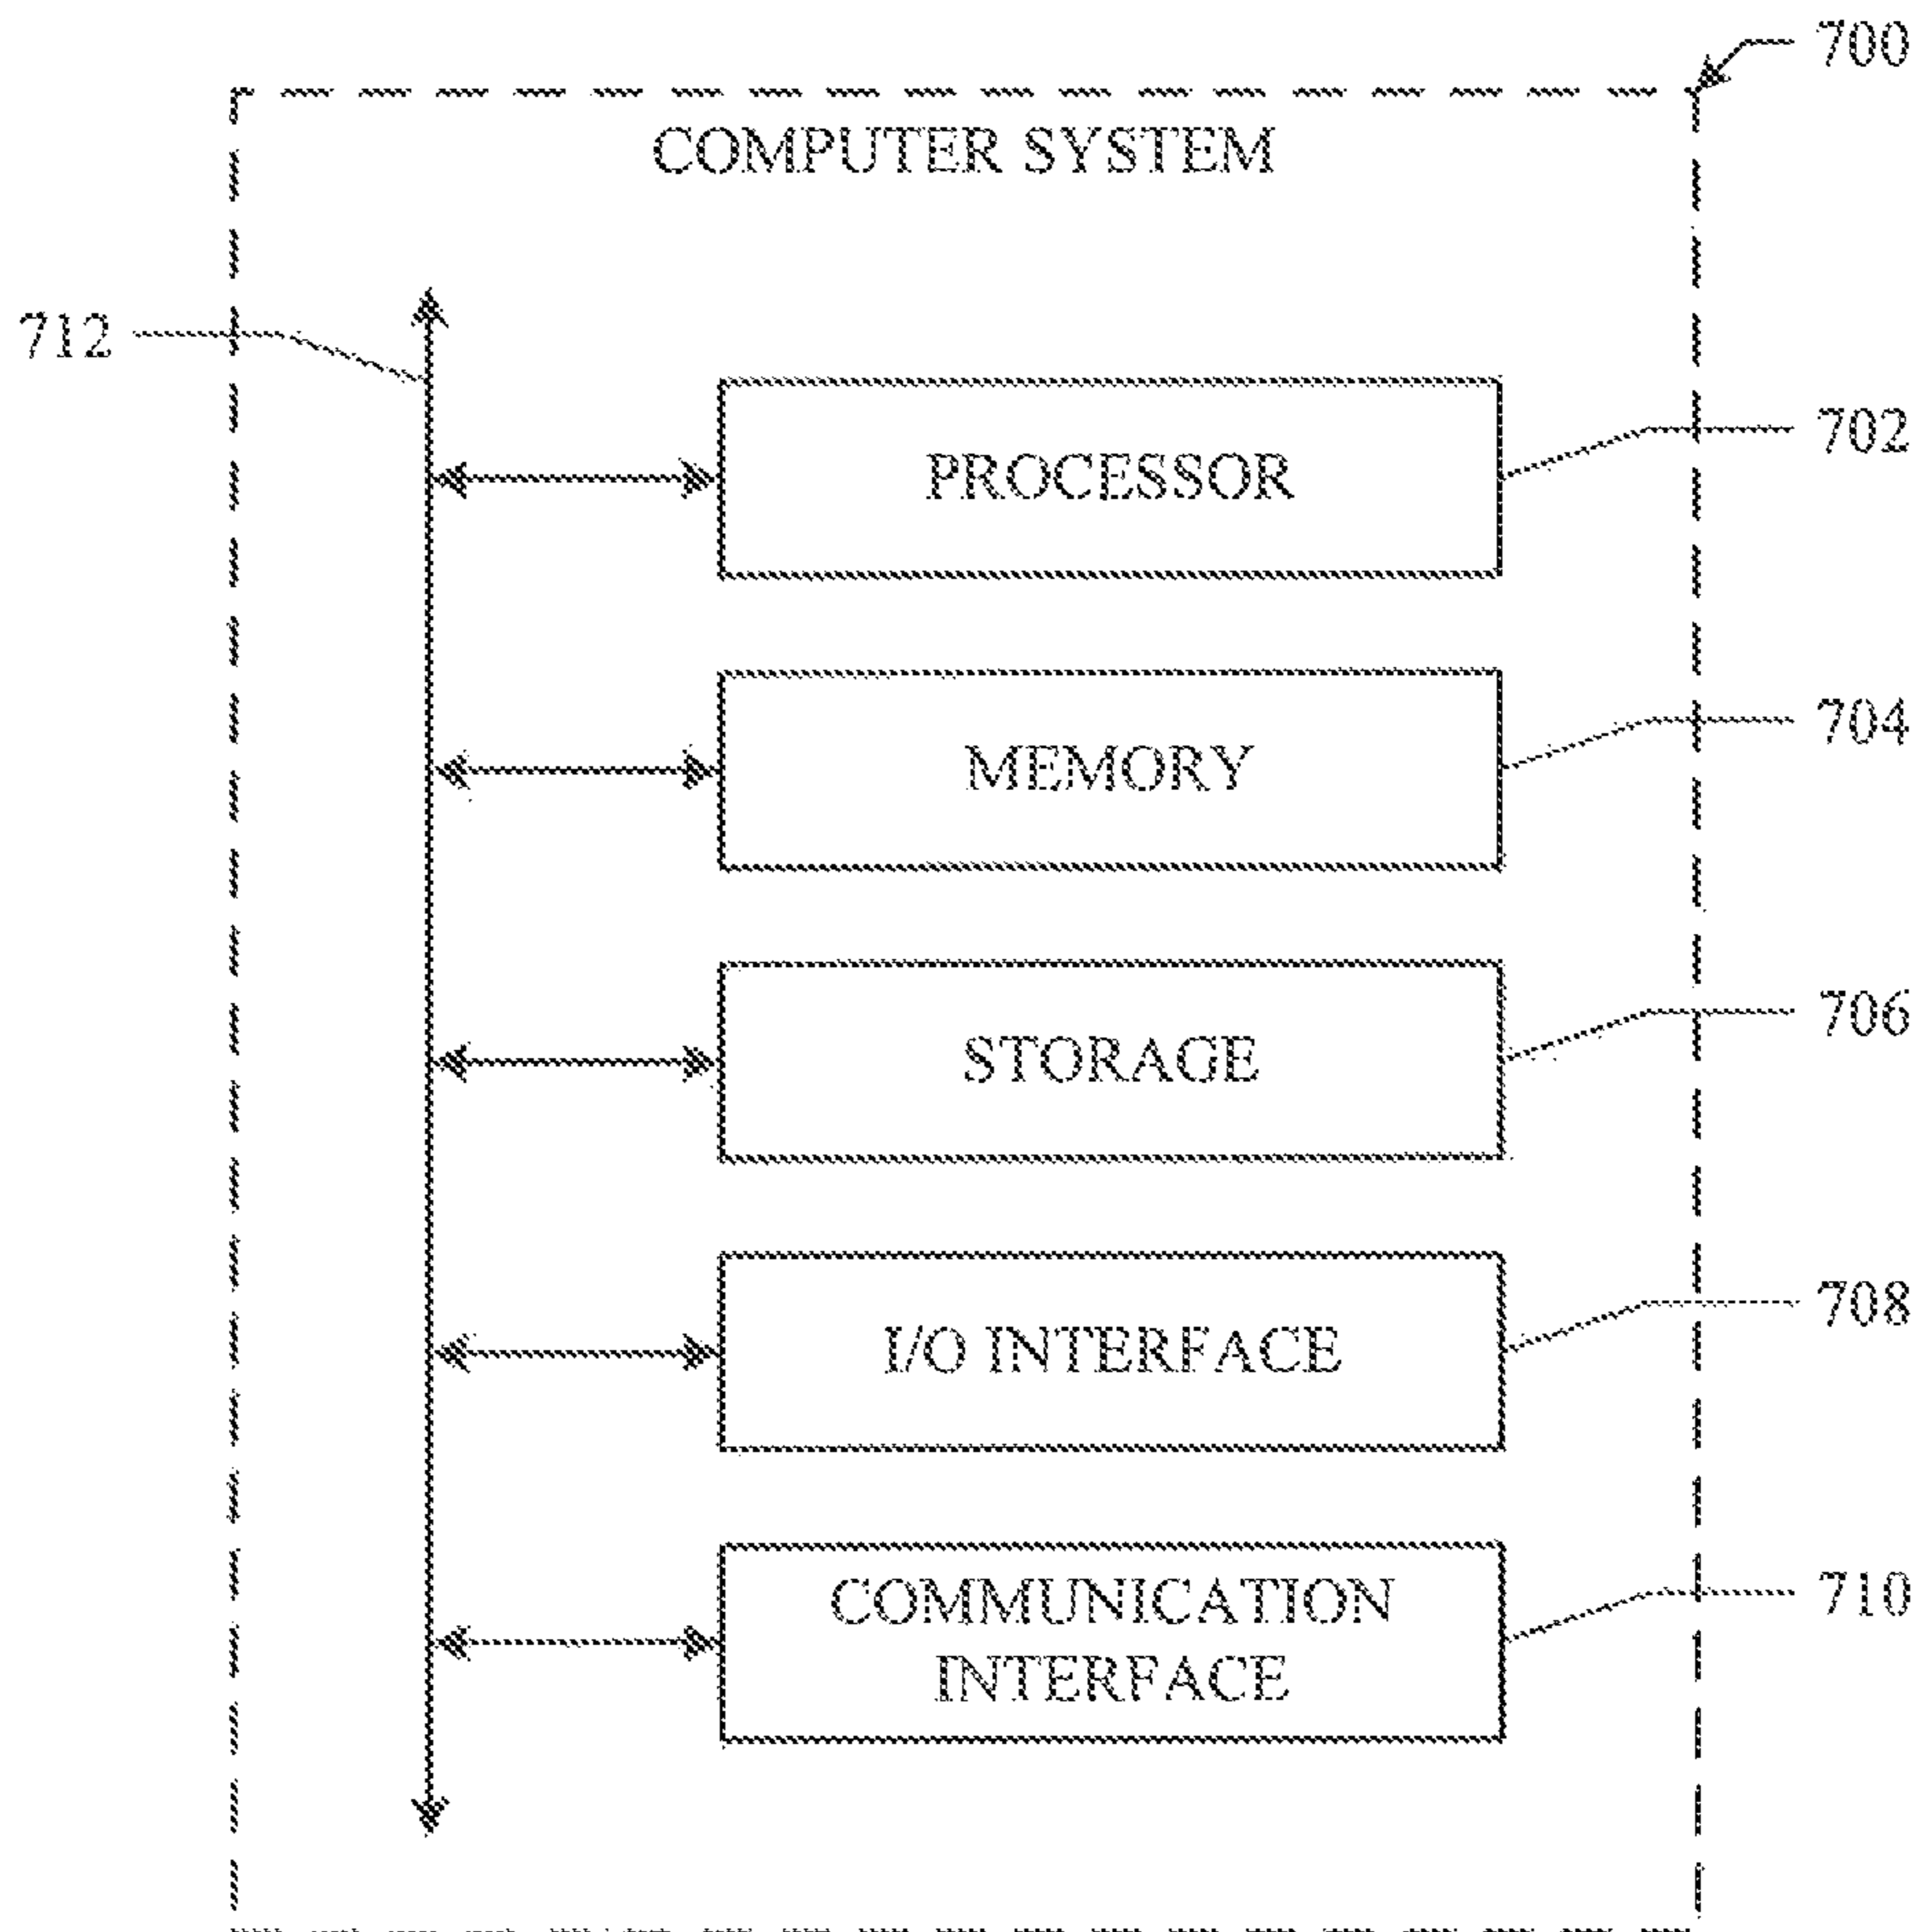 700
COMPUTER SYSTEM
712
PROCESSOR
702
MEMORY
704
STORAGE
706
I/O INTERFACE
708
COMMUNICATION
INTERFACE
710